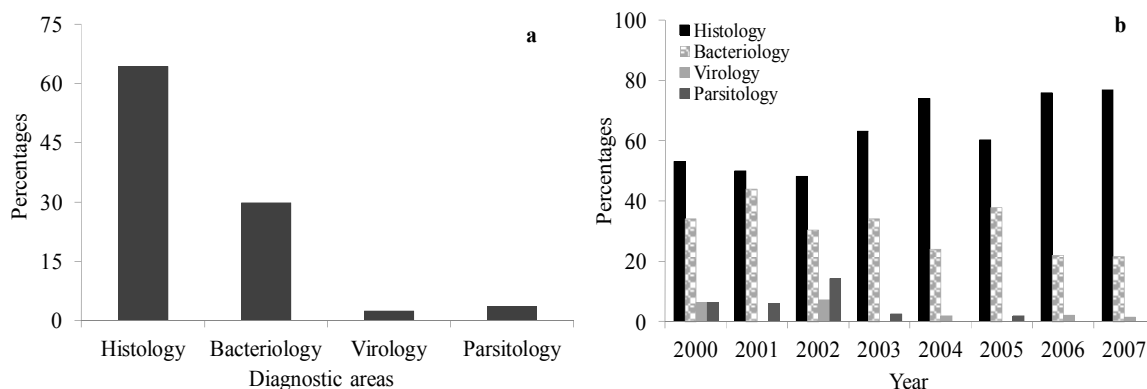 a
75
60
45
30
15
0
Percentages
Histology Bacteriology Virology Parsitology
Diagnostic areas
b
Histology
Bacteriology
Virology
Parsitology
100
80
60
40
20
0
Percentages
2000 2001 2002 2003 2004 2005 2006 2007
Year